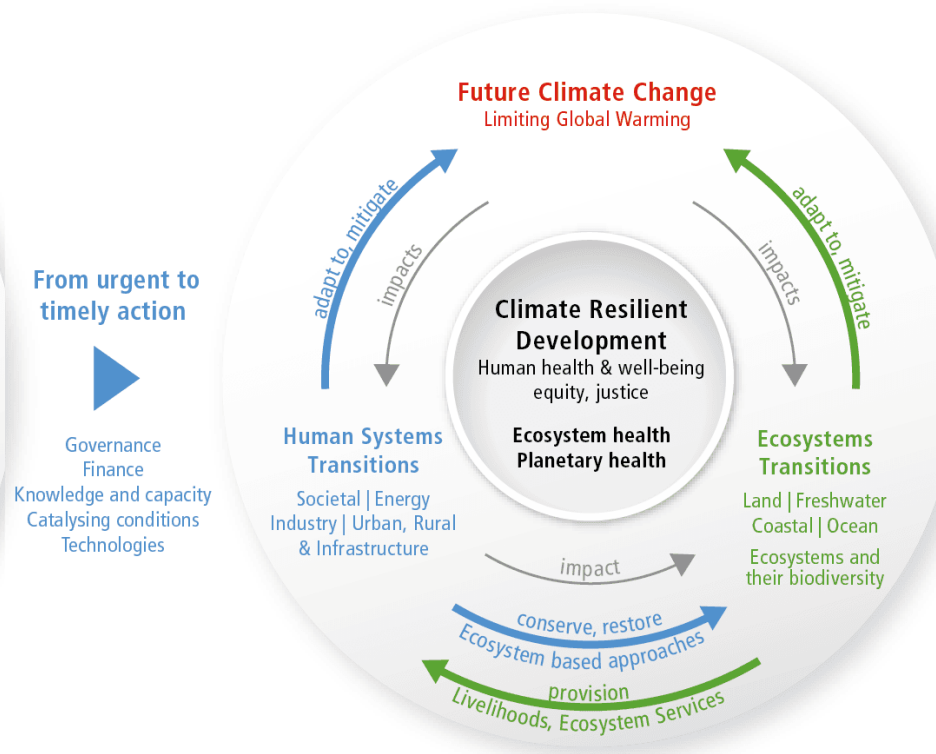 Future Climate Change
Limiting Global Warming
adapt to, mitigate
impacts
impacts
adapt to, mitigate
From urgent to
timely action
Governance
Finance
Knowledge and capacity
Catalysing conditions
Technologies
Climate Resilient
Development
Human health & well-being
equity, justice
Ecosystem health
Planetary health
Human Systems
Transitions
Societal | Energy
Industry | Urban, Rural
& Infrastructure
Ecosystems
Transitions
Land | Freshwater
Coastal | Ocean
Ecosystems and
their biodiversity
impact
conserve, restore
Ecosystem based approaches
provision
Livelihoods, Ecosystem Services